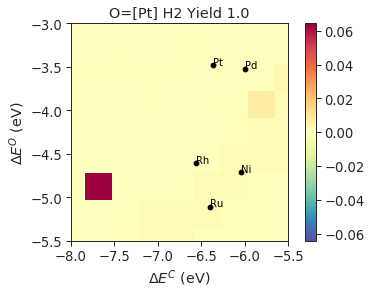 O=[Pt] H2 Yield 1.0
−3.0
−3.5
−4.0
−4.5
−5.0
−5.5
ΔE^O (eV)
Pt
Pd
Rh
Ni
Ru
−8.0 −7.5 −7.0 −6.5 −6.0 −5.5
ΔE^C (eV)
0.06
0.04
0.02
0.00
−0.02
−0.04
−0.06